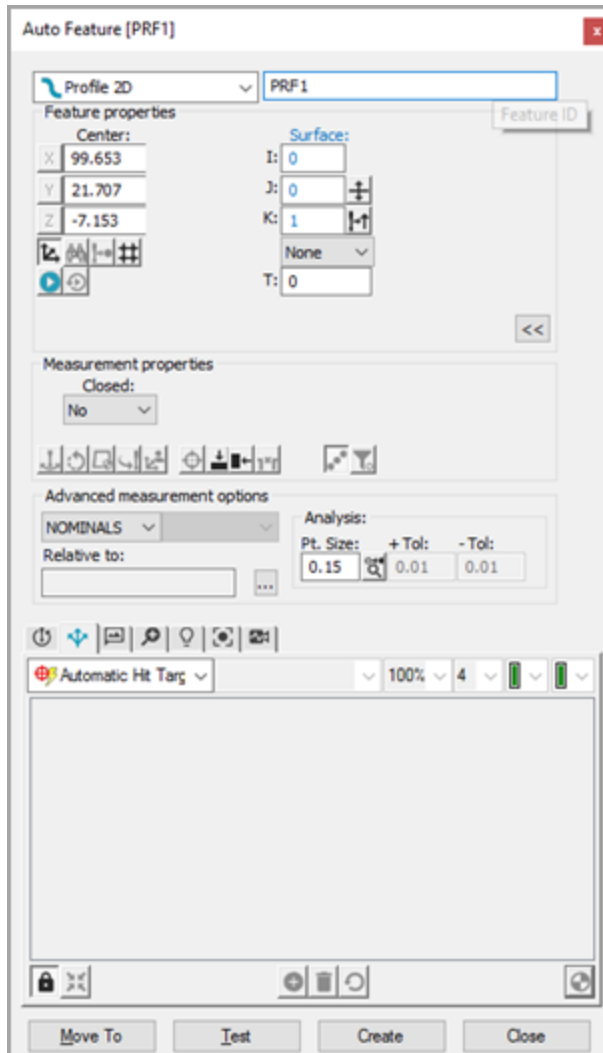 Auto Feature [PRF1]
x
Profile 2D PRF1
Feature ID
Feature properties
Center: Surface:
X 99.653 I: 0
Y 21.707 J: 0
Z -7.153 K: 1
None
T: 0
<<
Measurement properties
Closed:
No
Advanced measurement options
NOMINALS
Analysis:
Pt. Size: + Tol: - Tol:
0.15 0.01 0.01
Relative to:
...
Automatic Hit Targ 100% 4
Move To Test Create Close